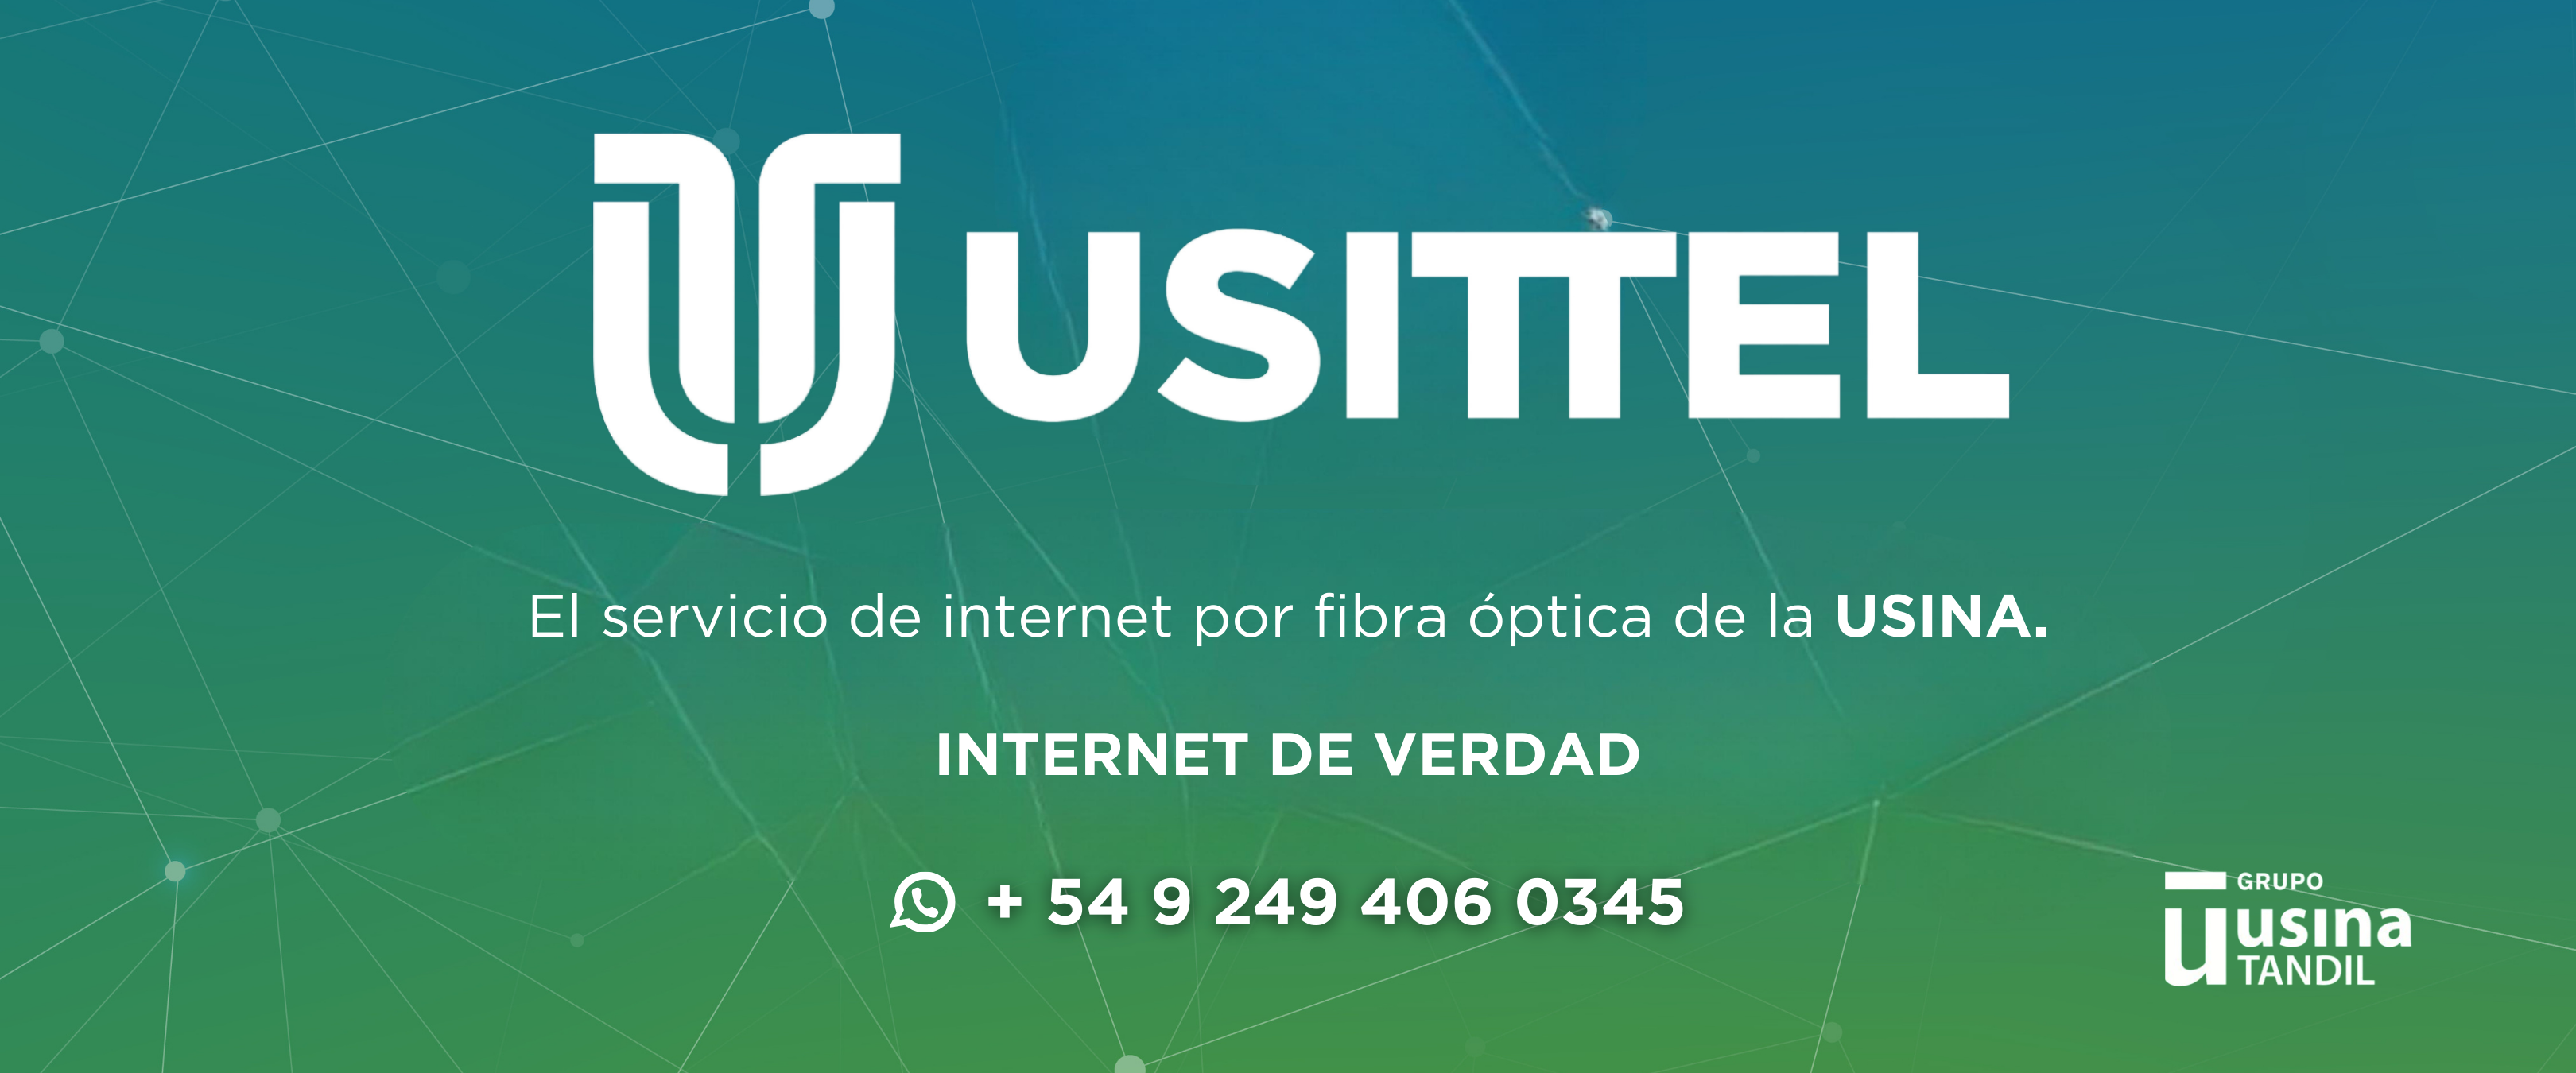 USITTEL
El servicio de internet por fibra óptica de la USINA.
INTERNET DE VERDAD
+ 54 9 249 406 0345
GRUPO
usina
TANDIL